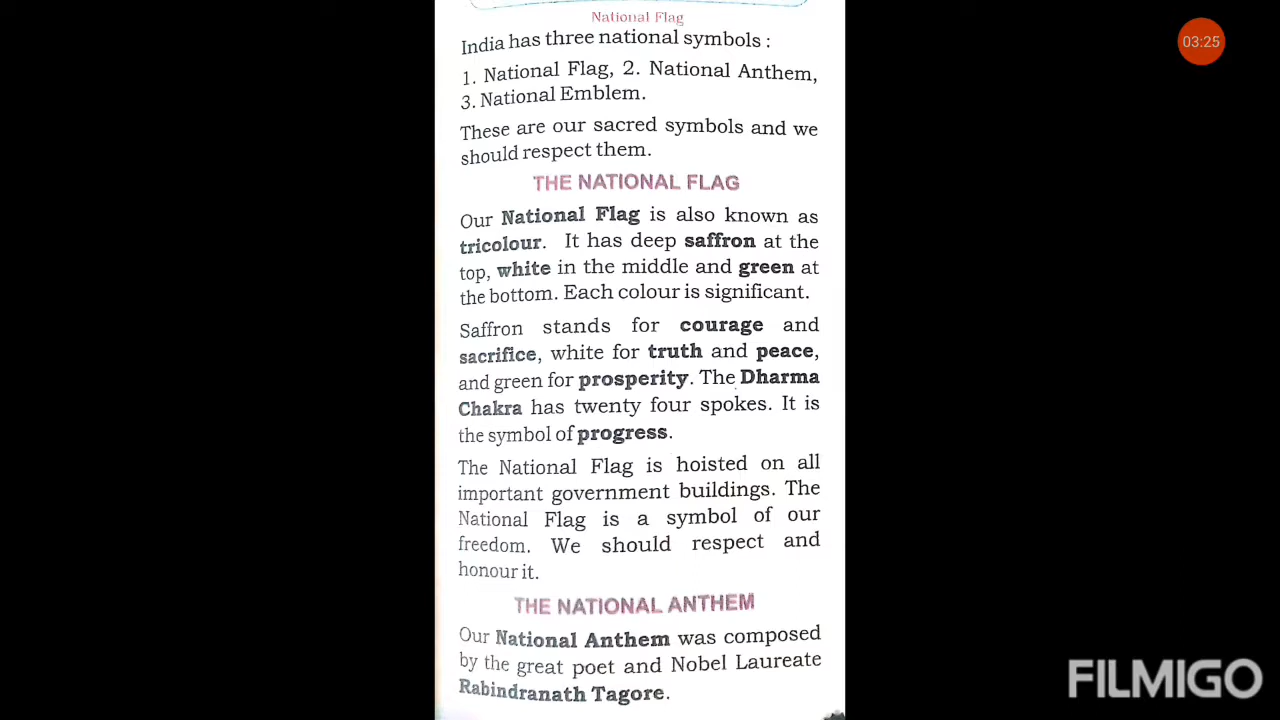 National Flag
India has three national symbols :
1. National Flag, 2. National Anthem,
3. National Emblem.
These are our sacred symbols and we
should respect them.
THE NATIONAL FLAG
Our National Flag is also known as
tricolour. It has deep saffron at the
top, white in the middle and green at
the bottom. Each colour is significant.
Saffron stands for courage and
sacrifice, white for truth and peace,
and green for prosperity. The Dharma
Chakra has twenty four spokes. It is
the symbol of progress.
The National Flag is hoisted on all
important government buildings. The
National Flag is a symbol of our
freedom. We should respect and
honour it.
THE NATIONAL ANTHEM
Our National Anthem was composed
by the great poet and Nobel Laureate
Rabindranath Tagore.
03:25
FILMIGO